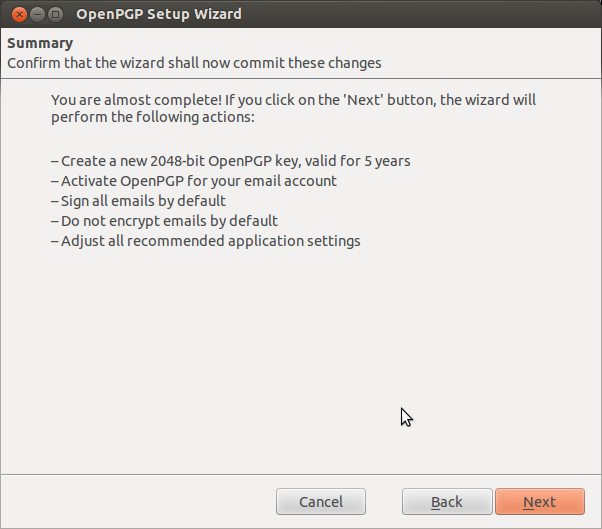 OpenPGP Setup Wizard
Summary
Confirm that the wizard shall now commit these changes
You are almost complete! If you click on the 'Next' button, the wizard will
perform the following actions:
– Create a new 2048-bit OpenPGP key, valid for 5 years
– Activate OpenPGP for your email account
– Sign all emails by default
– Do not encrypt emails by default
– Adjust all recommended application settings
Cancel Back Next